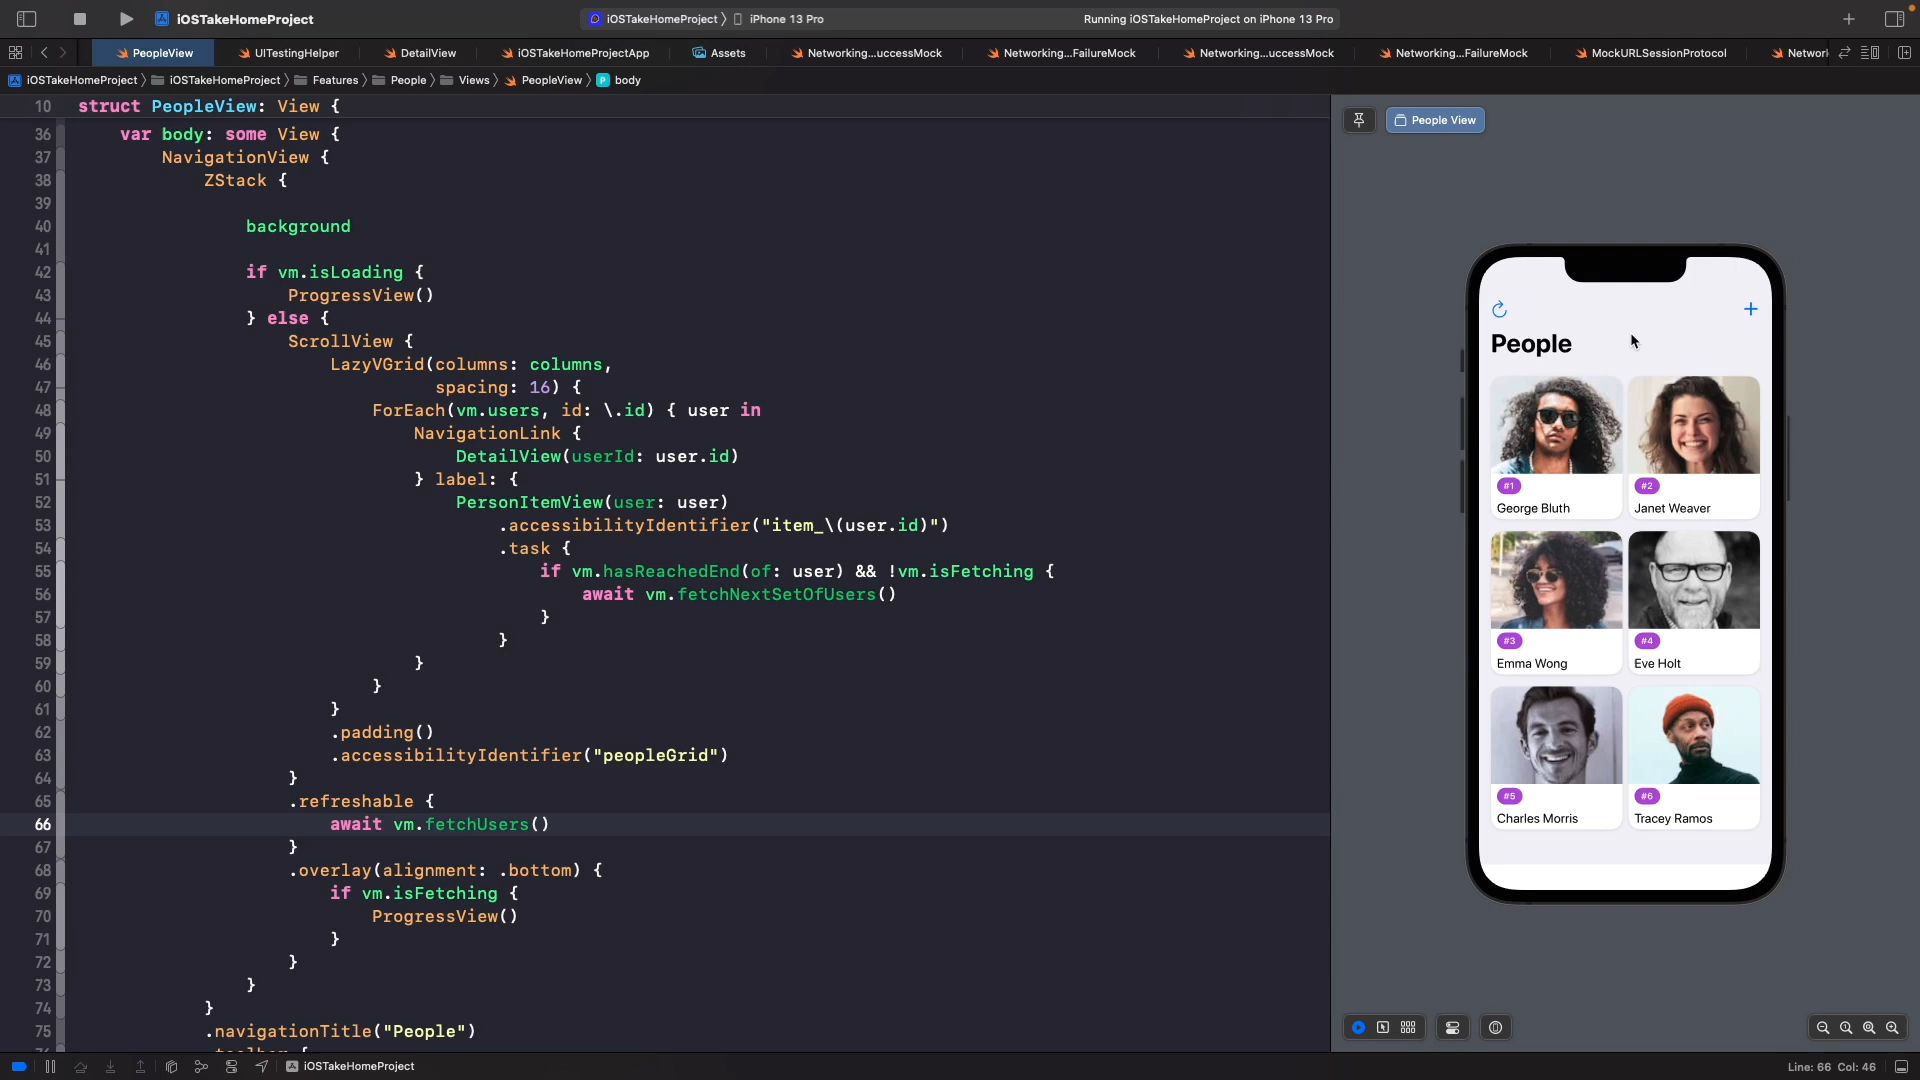 iOSTakeHomeProject
iOSTakeHomeProject
iPhone 13 Pro
Running iOSTakeHomeProject on iPhone 13 Pro
PeopleView
UITestingHelper
DetailView
iOSTakeHomeProjectApp
Assets
Networking...uccessMock
Networking...FailureMock
Networking...uccessMock
Networking...FailureMock
MockURLSessionProtocol
Networ
iOSTakeHomeProject
iOSTakeHomeProject
Features
People
Views
PeopleView
P body
10 struct PeopleView: View {
36 var body: some View {
37 NavigationView {
38 ZStack {
39
40 background
41
42 if vm.isLoading {
43 ProgressView()
44 } else {
45 ScrollView {
46 LazyVGrid(columns: columns,
47 spacing: 16) {
48 ForEach(vm.users, id: \.id) { user in
49 NavigationLink {
50 DetailView(userId: user.id)
51 } label: {
52 PersonItemView(user: user)
53 .accessibilityIdentifier("item_\(user.id)")
54 .task {
55 if vm.hasReachedEnd(of: user) && !vm.isFetching {
56 await vm.fetchNextSetOfUsers()
57 }
58 }
59 }
60 }
61 }
62 .padding()
63 .accessibilityIdentifier("peopleGrid")
64 }
65 .refreshable {
66 await vm.fetchUsers()
67 }
68 .overlay(alignment: .bottom) {
69 if vm.isFetching {
70 ProgressView()
71 }
72 }
73 }
74 }
75 .navigationTitle("People")
People View
People
#1
George Bluth
#2
Janet Weaver
#3
Emma Wong
#4
Eve Holt
#5
Charles Morris
#6
Tracey Ramos
iOSTakeHomeProject
Line: 66 Col: 46